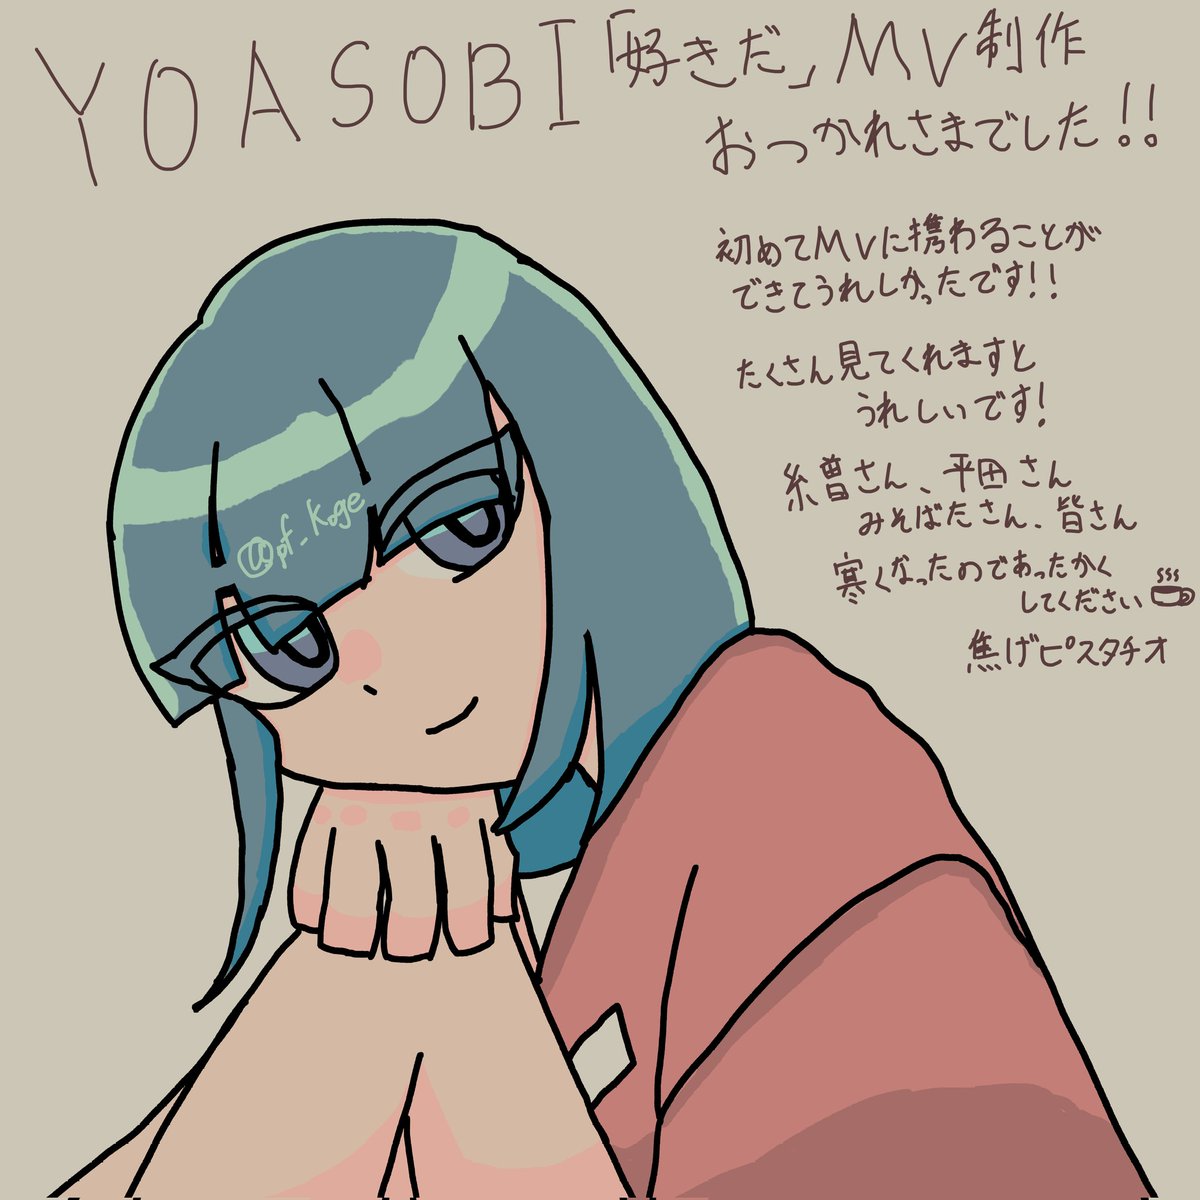 YOASOBI「好きだ」MV制作
おつかれさまでした!!
初めてMVに携わることが
できてうれしかったです!!
たくさん見てくれますと
うれしいです!
糸曽さん、平田さん
みそばたさん、皆さん
寒くなったのであったかく
してください
焦げピスタチオ
@pf_koge